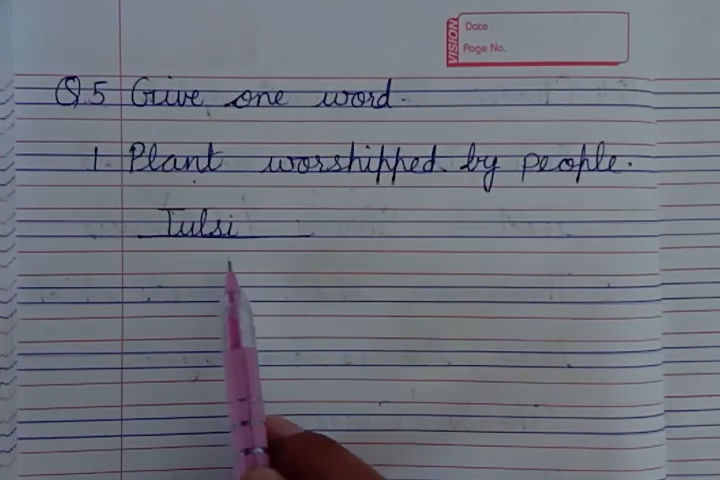 VISION
Date
Page No.
Q.5 Give one word.
1. Plant worshipped by people.
Tulsi